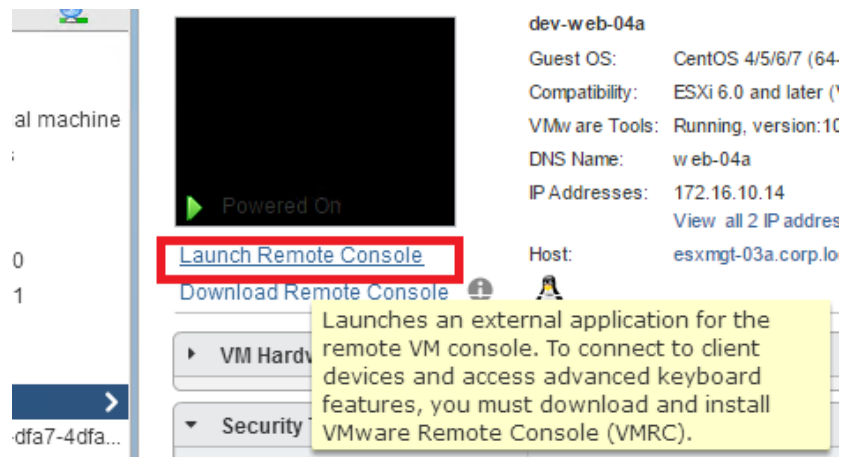 dev-web-04a
Guest OS: CentOS 4/5/6/7 (64-
Compatibility: ESXi 6.0 and later (
al machine
VMware Tools: Running, version:10
DNS Name: web-04a
Powered On
IP Addresses: 172.16.10.14
View all 2 IP addres
0
Launch Remote Console
Host: esxmgt-03a.corp.lo
1
Download Remote Console
Launches an external application for the
remote VM console. To connect to client
devices and access advanced keyboard
features, you must download and install
VMware Remote Console (VMRC).
VM Hardw
Security
-dfa7-4dfa...